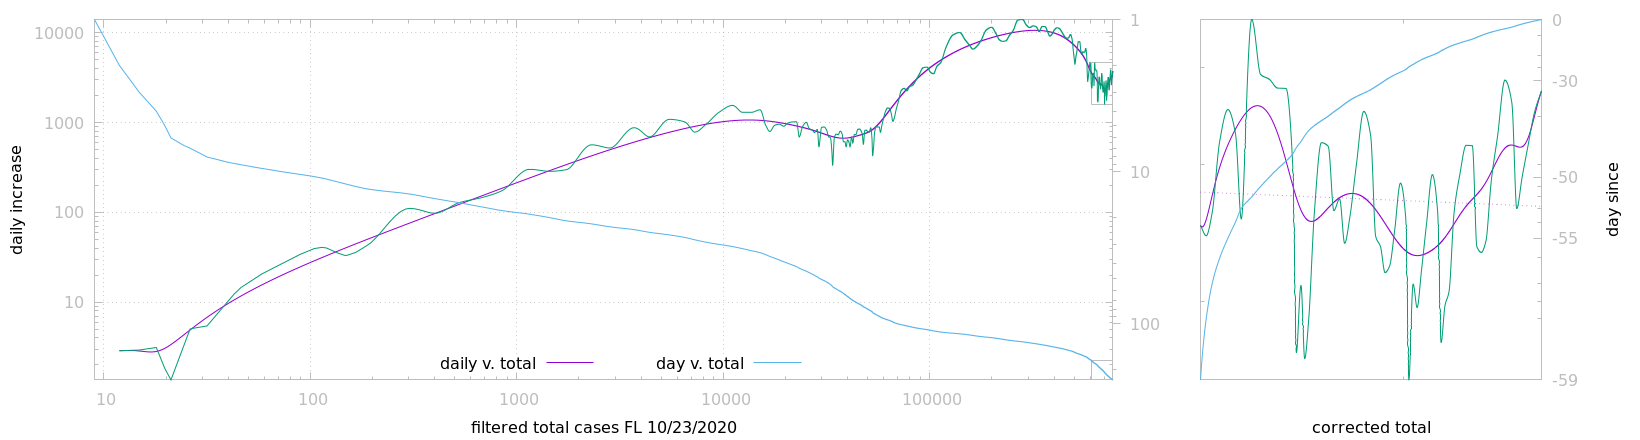 10000
1000
100
10
daily increase
10
100
1000
10000
100000
filtered total cases FL 10/23/2020
daily v. total
day v. total
1
10
100
0
-30
-50
-55
-59
day since
corrected total